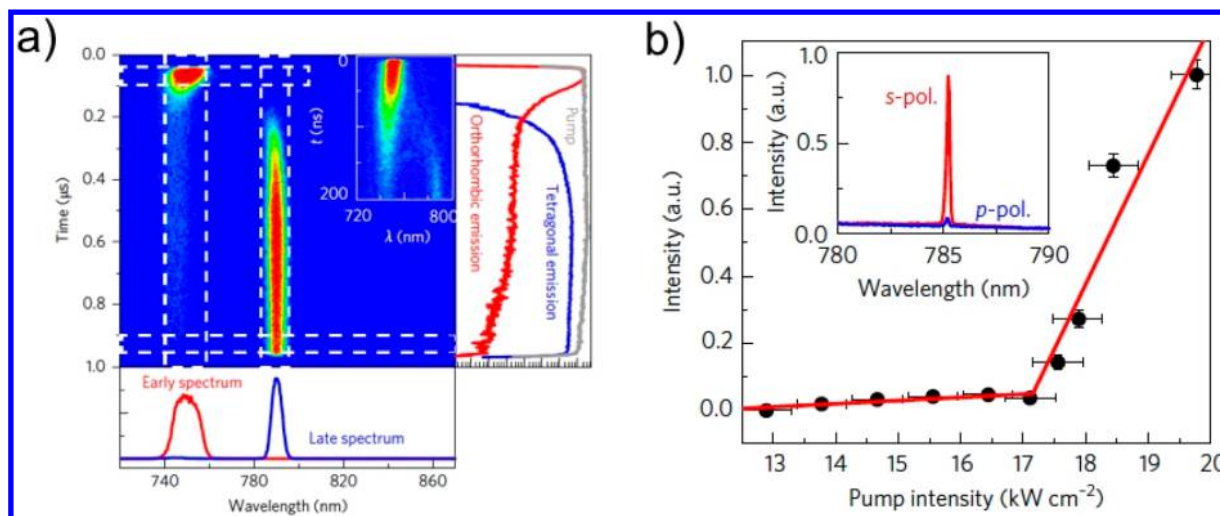 a)
0.0
0.2
0.4
0.6
0.8
1.0
Time (µs)
0
t (ns)
200
720
800
λ (nm)
Orthorhombic emission
Tetragonal emission
Pump
Early spectrum
Late spectrum
740
780
820
860
Wavelength (nm)
b)
1.0
0.8
0.6
0.4
0.2
0.0
Intensity (a.u.)
1.0
0.5
0.0
Intensity (a.u.)
s-pol.
p-pol.
780
785
790
Wavelength (nm)
13
14
15
16
17
18
19
20
Pump intensity (kW cm⁻²)